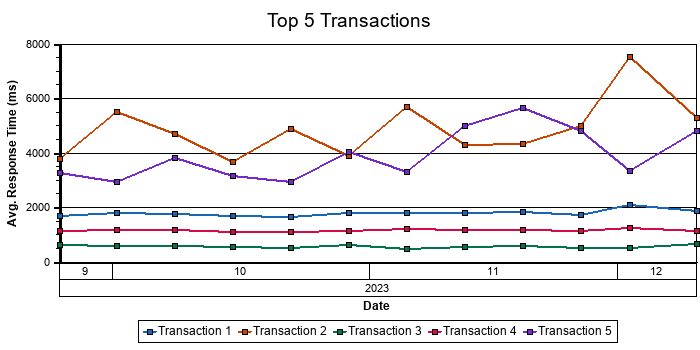 Top 5 Transactions
8000
6000
4000
2000
0
Avg. Response Time (ms)
9 10 11 12
2023
Date
Transaction 1 Transaction 2 Transaction 3 Transaction 4 Transaction 5